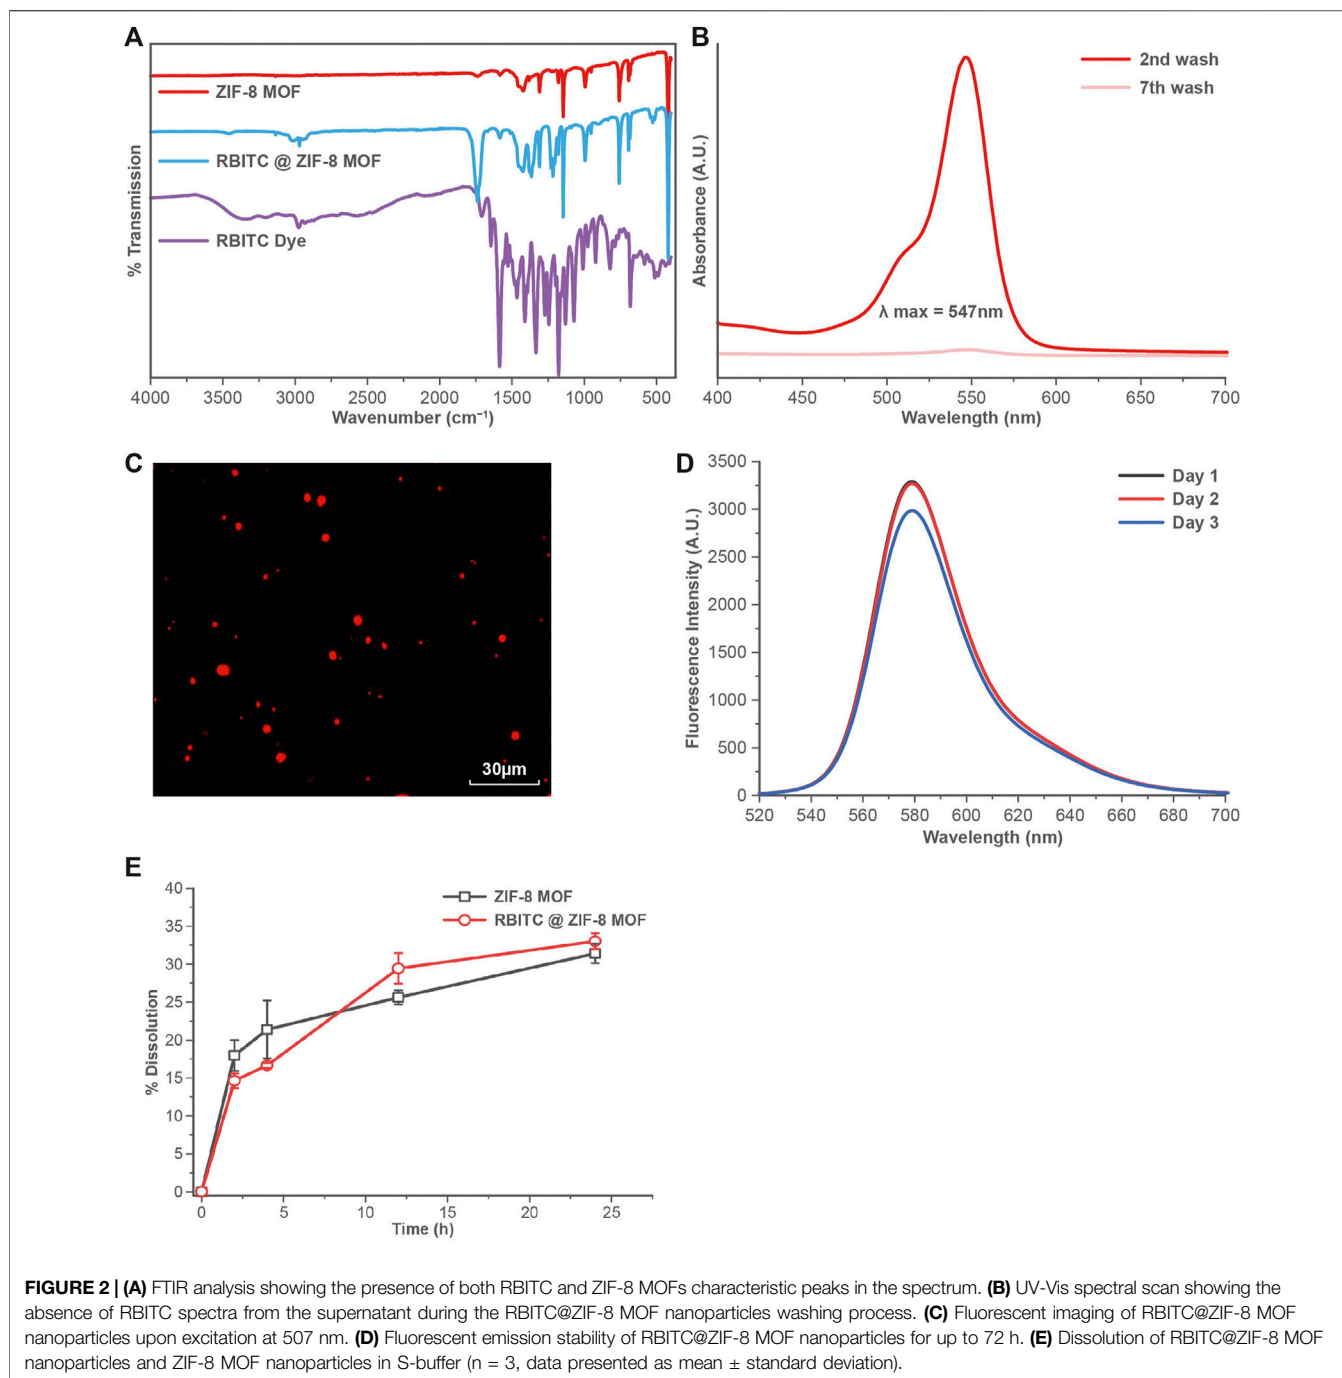 A
% Transmission
ZIF-8 MOF
RBITC @ ZIF-8 MOF
RBITC Dye
4000 3500 3000 2500 2000 1500 1000 500
Wavenumber (cm⁻¹)
B
Absorbance (A.U.)
2nd wash
7th wash
λ max = 547nm
400 450 500 550 600 650 700
Wavelength (nm)
C
30µm
D
Fluorescence Intensity (A.U.)
3500
3000
2500
2000
1500
1000
500
0
Day 1
Day 2
Day 3
520 540 560 580 600 620 640 660 680 700
Wavelength (nm)
E
% Dissolution
40
35
30
25
20
15
10
5
0
ZIF-8 MOF
RBITC @ ZIF-8 MOF
0 5 10 15 20 25
Time (h)
FIGURE 2 | (A) FTIR analysis showing the presence of both RBITC and ZIF-8 MOFs characteristic peaks in the spectrum. (B) UV-Vis spectral scan showing the
absence of RBITC spectra from the supernatant during the RBITC@ZIF-8 MOF nanoparticles washing process. (C) Fluorescent imaging of RBITC@ZIF-8 MOF
nanoparticles upon excitation at 507 nm. (D) Fluorescent emission stability of RBITC@ZIF-8 MOF nanoparticles for up to 72 h. (E) Dissolution of RBITC@ZIF-8 MOF
nanoparticles and ZIF-8 MOF nanoparticles in S-buffer (n = 3, data presented as mean ± standard deviation).